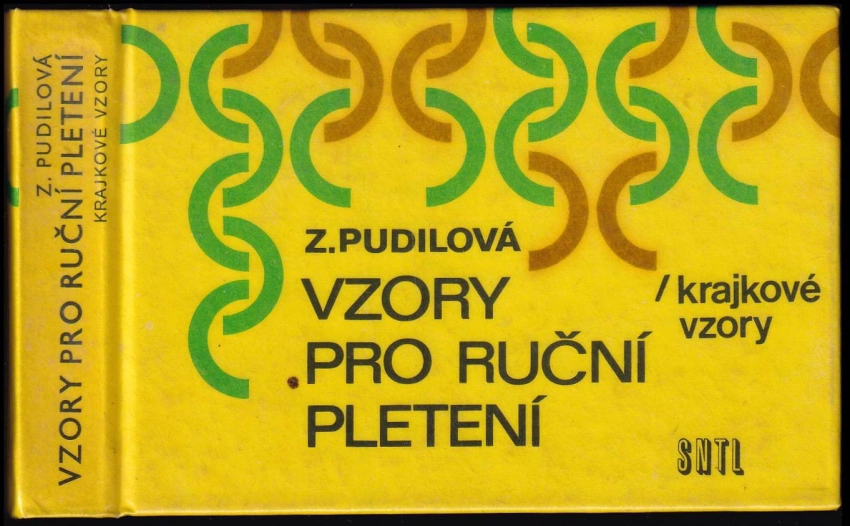 Z. PUDILOVÁ
VZORY PRO RUČNÍ PLETENÍ
KRAJKOVÉ VZORY
Z.PUDILOVÁ
VZORY
PRO RUČNÍ
PLETENÍ
/ krajkové
vzory
SNTL